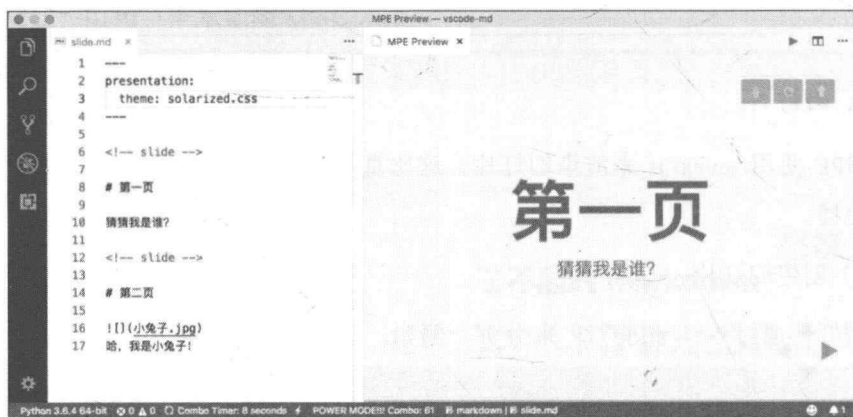 MPE Preview — vscode-md
slide.md ×
MPE Preview ×
1 ---
2 presentation:
3   theme: solarized.css
4 ---
5
6 <!-- slide -->
7
8 # 第一页
9
10 猜猜我是谁?
11
12 <!-- slide -->
13
14 # 第二页
15
16 ![](小兔子.jpg)
17 哈, 我是小兔子!
第一页
猜猜我是谁?
Python 3.6.4 64-bit 0 0 Combo Timer: 8 seconds POWER MODE!!! Combo: 61 markdown | slide.md 1